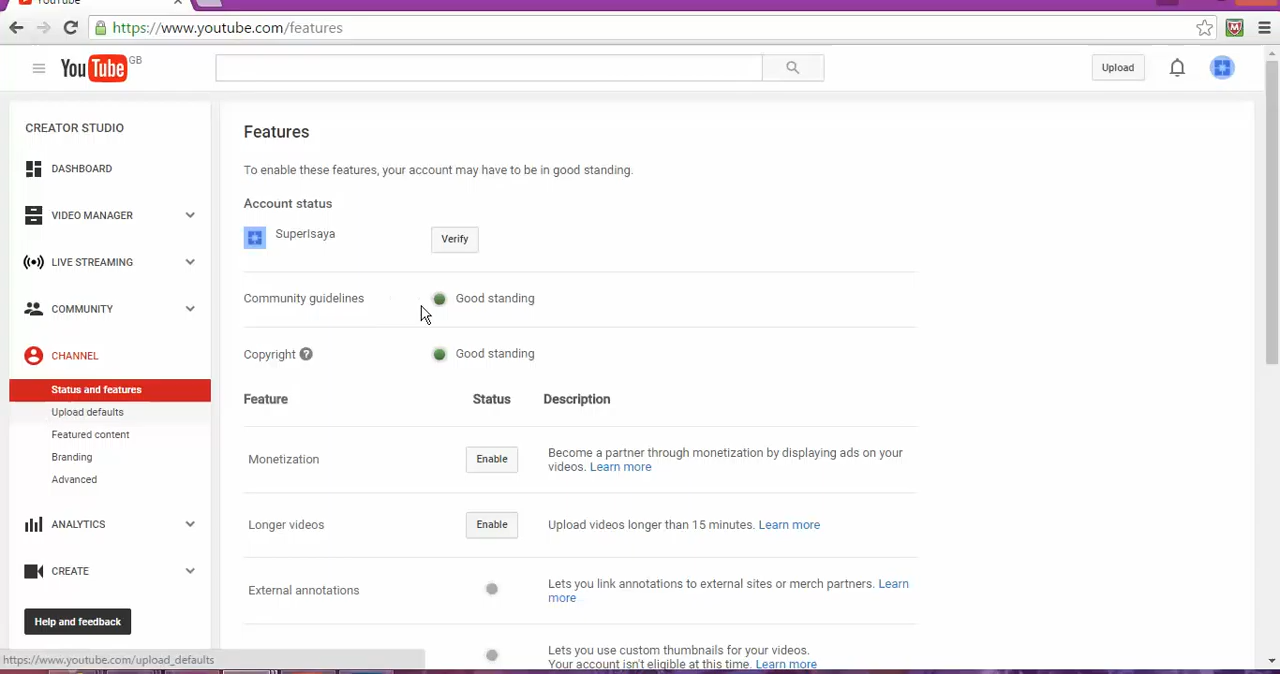 YouTube
https://www.youtube.com/features
YouTube GB
Upload
CREATOR STUDIO
DASHBOARD
VIDEO MANAGER
LIVE STREAMING
COMMUNITY
CHANNEL
Status and features
Upload defaults
Featured content
Branding
Advanced
ANALYTICS
CREATE
Help and feedback
Features
To enable these features, your account may have to be in good standing.
Account status
SuperIsaya
Verify
Community guidelines
Good standing
Copyright ?
Good standing
Feature Status Description
Monetization Enable
Become a partner through monetization by displaying ads on your
videos. Learn more
Longer videos Enable Upload videos longer than 15 minutes. Learn more
External annotations
Lets you link annotations to external sites or merch partners. Learn
more
Lets you use custom thumbnails for your videos.
Your account isn't eligible at this time. Learn more
https://www.youtube.com/upload_defaults